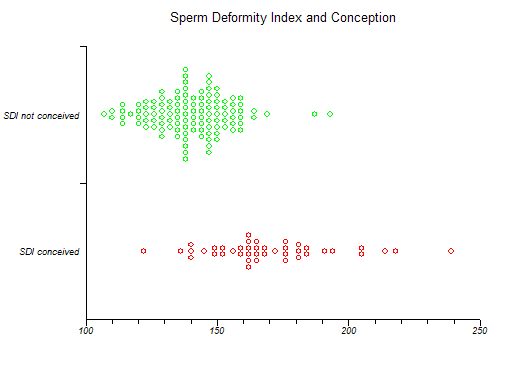 Sperm Deformity Index and Conception
SDI not conceived
SDI conceived
100 150 200 250